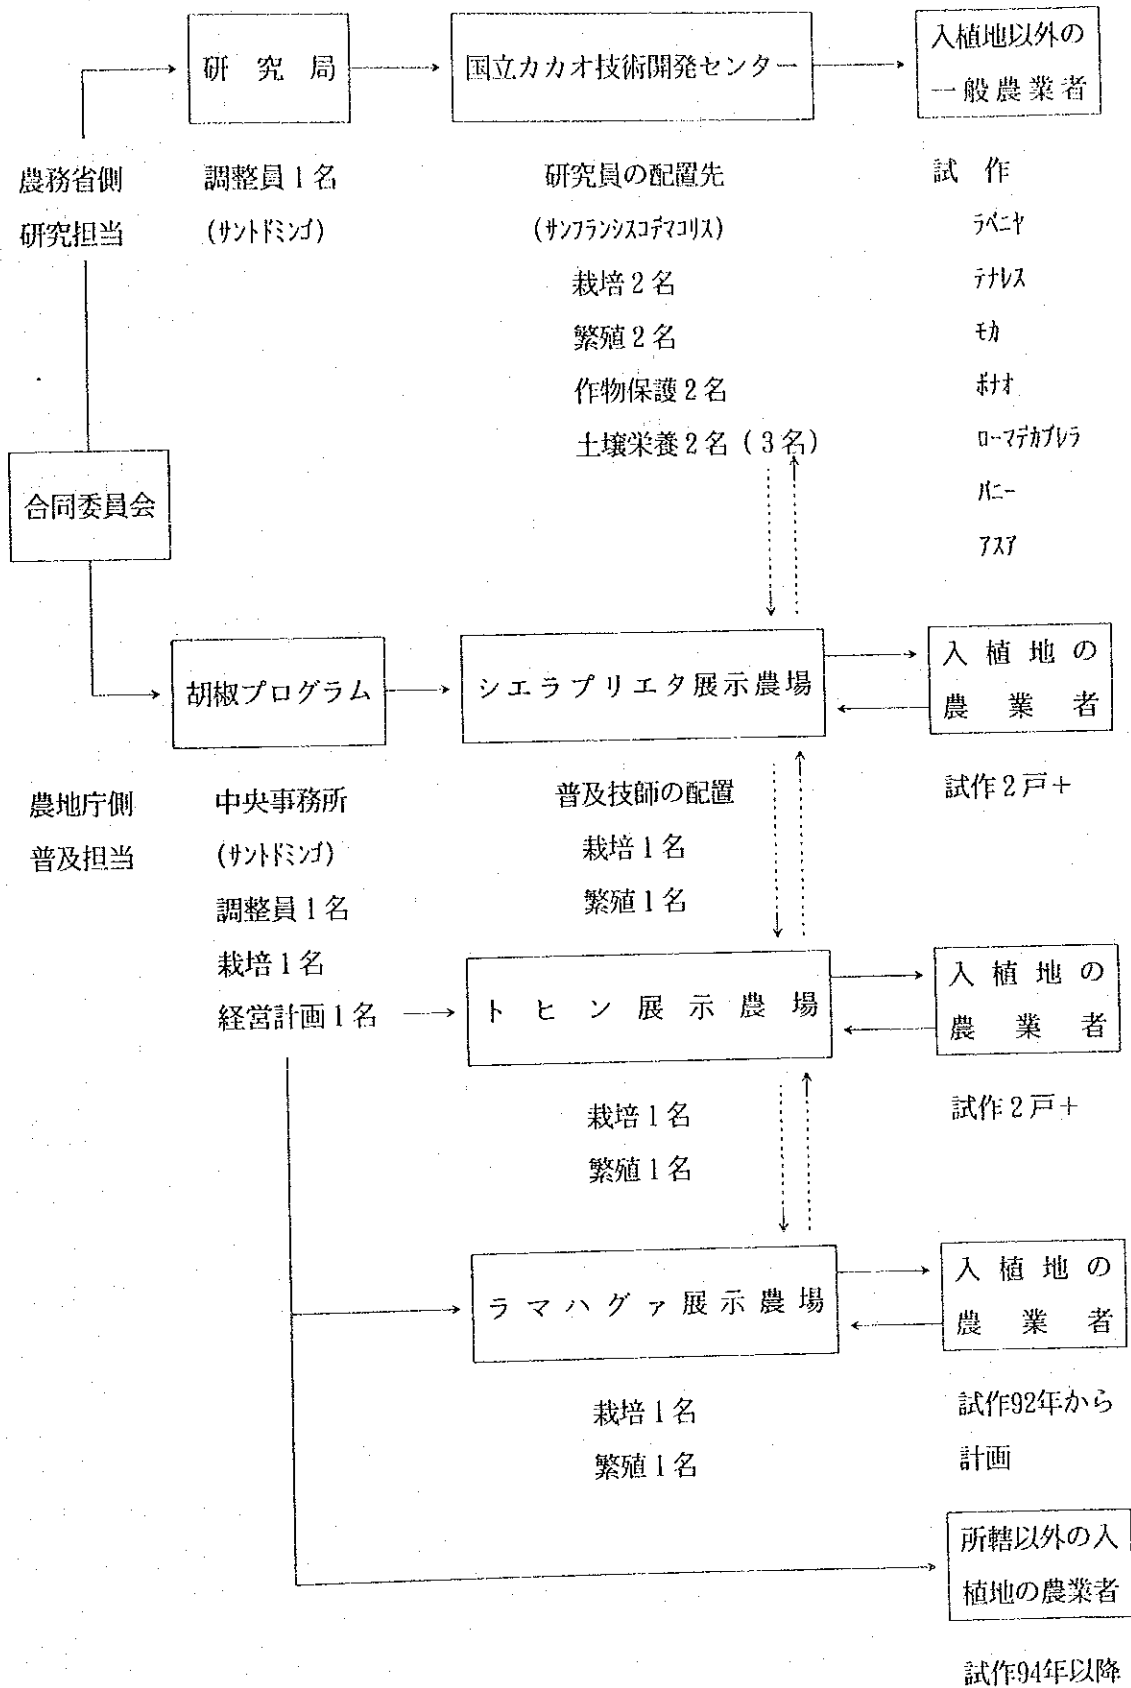 研究局
国立カカオ技術開発センター
入植地以外の
一般農業者
農務省側
研究担当
調整員1名
(サントドミンゴ)
研究員の配置先
(サンフランシスコデマコリス)
栽培2名
繁殖2名
作物保護2名
土壌栄養2名(3名)
試作
ラベニヤ
テナレス
モカ
ボナオ
ローマデカブレラ
バニー
アスア
合同委員会
胡椒プログラム
シエラプリエタ展示農場
入植地の
農業者
農地庁側
普及担当
中央事務所
(サントドミンゴ)
調整員1名
栽培1名
経営計画1名
普及技師の配置
栽培1名
繁殖1名
試作2戸+
トヒン展示農場
入植地の
農業者
栽培1名
繁殖1名
試作2戸+
ラマハグァ展示農場
入植地の
農業者
栽培1名
繁殖1名
試作92年から
計画
所轄以外の入
植地の農業者
試作94年以降